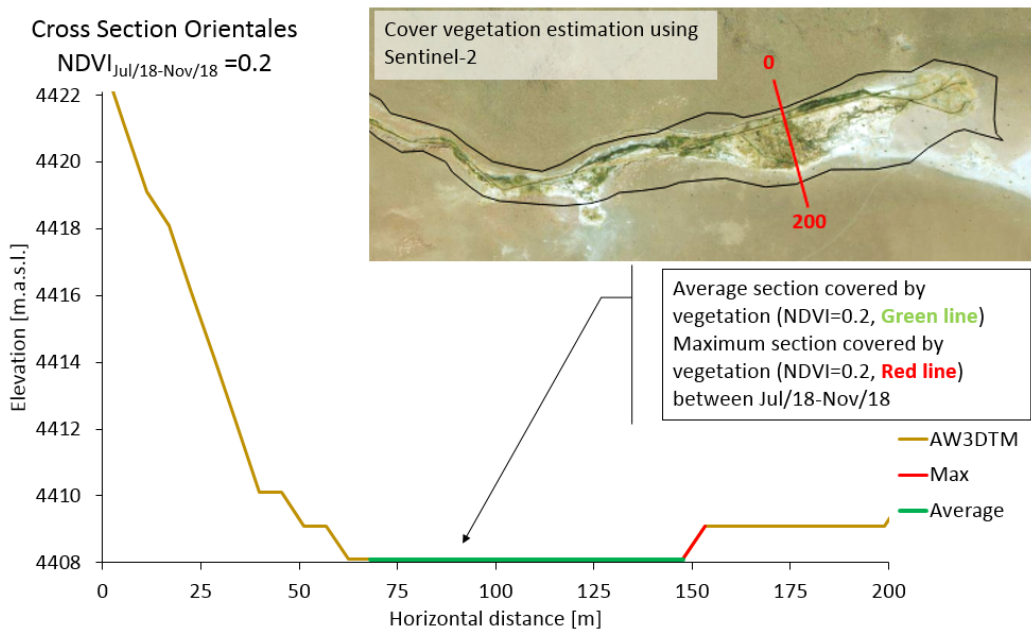 Cross Section Orientales
NDVI_Jul/18-Nov/18 =0.2
Cover vegetation estimation using
Sentinel-2
0
200
Average section covered by
vegetation (NDVI=0.2, Green line)
Maximum section covered by
vegetation (NDVI=0.2, Red line)
between Jul/18-Nov/18
AW3DTM
Max
Average
Elevation [m.a.s.l.]
4422
4420
4418
4416
4414
4412
4410
4408
0 25 50 75 100 125 150 175 200
Horizontal distance [m]